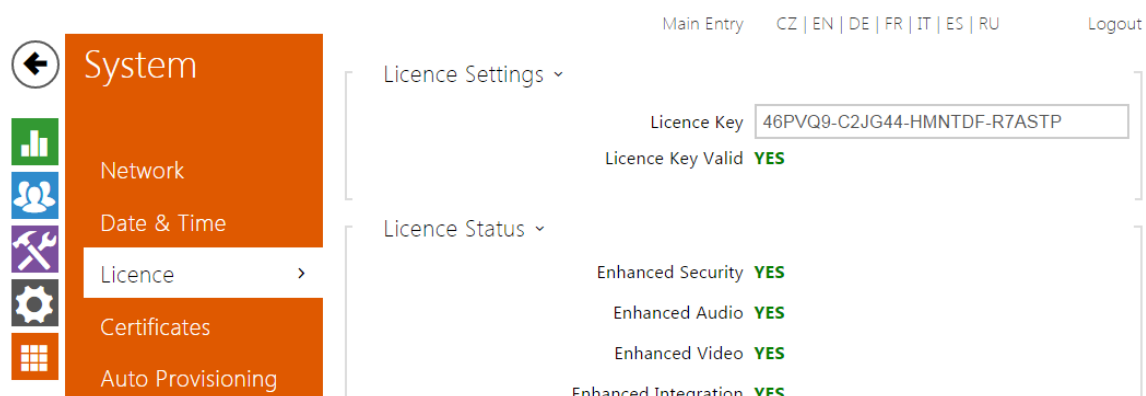 Main Entry CZ | EN | DE | FR | IT | ES | RU Logout
System
Network
Date & Time
Licence
Certificates
Auto Provisioning
Licence Settings
Licence Key 46PVQ9-C2JG44-HMNTDF-R7ASTP
Licence Key Valid YES
Licence Status
Enhanced Security YES
Enhanced Audio YES
Enhanced Video YES
Enhanced Integration YES